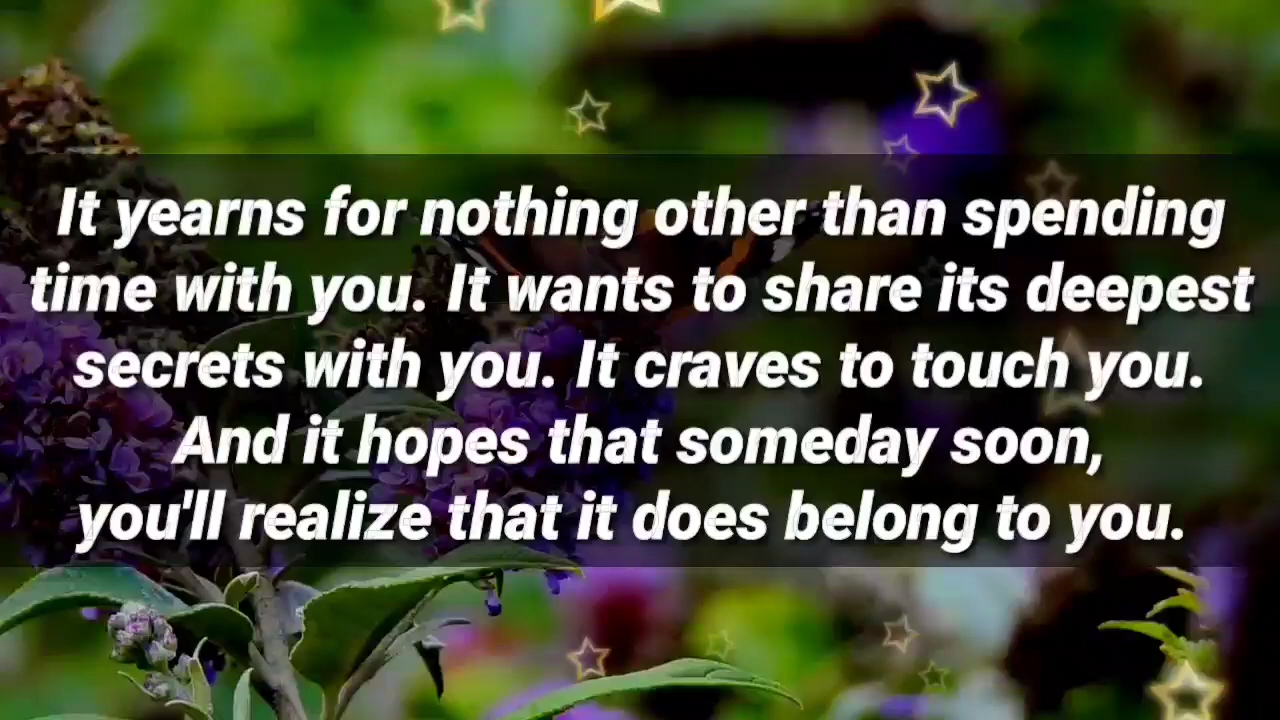 It yearns for nothing other than spending
time with you. It wants to share its deepest
secrets with you. It craves to touch you.
And it hopes that someday soon,
you'll realize that it does belong to you.